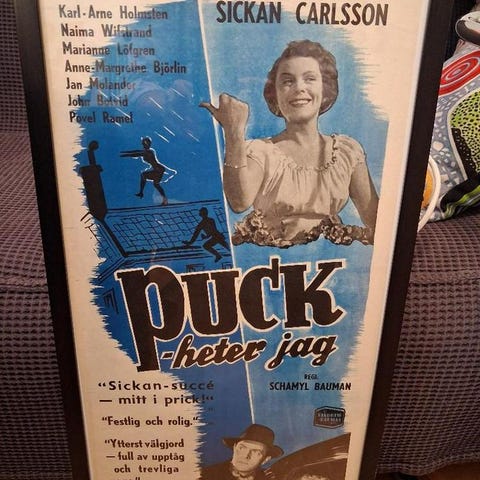 Karl-Arne Holmsten
Naima Wifstrand
Marianne Löfgren
Anne-Margrethe Björlin
Jan Molander
John Botvid
Povel Ramel
SICKAN CARLSSON
PUCK
-heter jag
REGI
SCHAMYL BAUMAN
"Sickan-succé
— mitt i prick!"
"Festlig och rolig."
"Ytterst välgjord
— full av upptåg
och trevliga